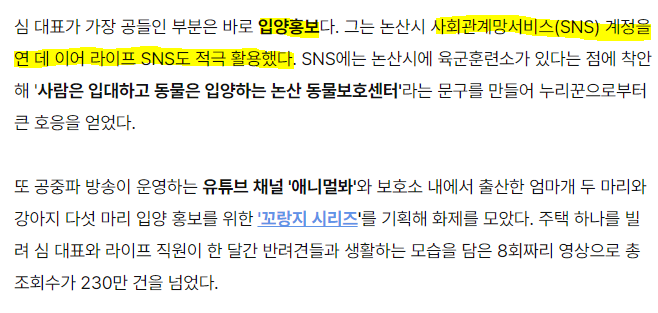 심 대표가 가장 공들인 부분은 바로 입양홍보다. 그는 논산시 사회관계망서비스(SNS) 계정을
연 데 이어 라이프 SNS도 적극 활용했다. SNS에는 논산시에 육군훈련소가 있다는 점에 착안
해 '사람은 입대하고 동물은 입양하는 논산 동물보호센터'라는 문구를 만들어 누리꾼으로부터
큰 호응을 얻었다.
또 공중파 방송이 운영하는 유튜브 채널 '애니멀봐'와 보호소 내에서 출산한 엄마개 두 마리와
강아지 다섯 마리 입양 홍보를 위한 '꼬랑지 시리즈'를 기획해 화제를 모았다. 주택 하나를 빌
려 심 대표와 라이프 직원이 한 달간 반려견들과 생활하는 모습을 담은 8회짜리 영상으로 총
조회수가 230만 건을 넘었다.